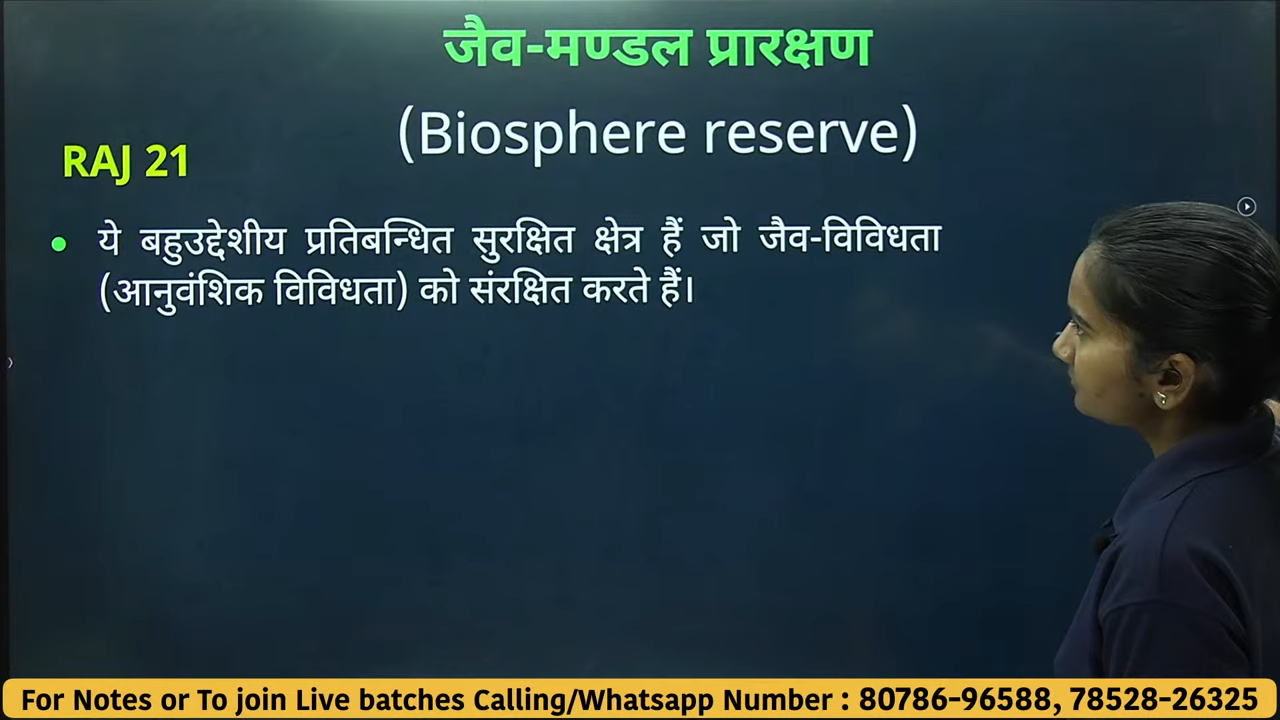 जैव-मण्डल प्रारक्षण
(Biosphere reserve)
RAJ 21
ये बहुउद्देशीय प्रतिबन्धित सुरक्षित क्षेत्र हैं जो जैव-विविधता
(आनुवंशिक विविधता) को संरक्षित करते हैं।
For Notes or To join Live batches Calling/Whatsapp Number : 80786-96588, 78528-26325